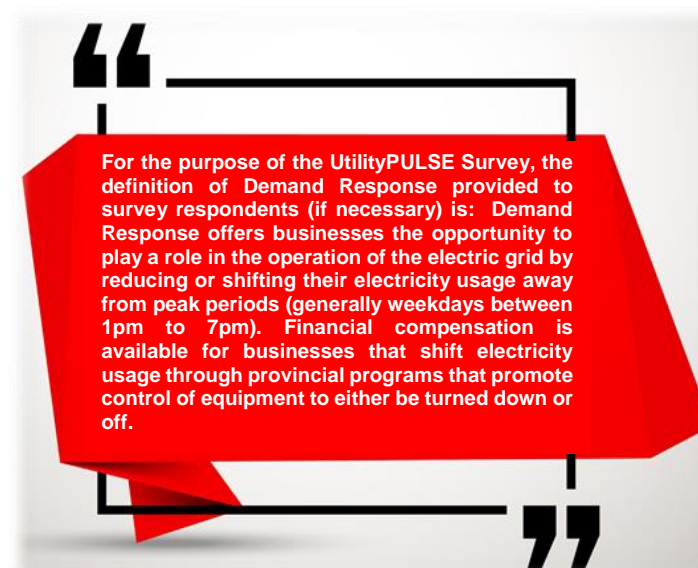 For the purpose of the UtilityPULSE Survey, the
definition of Demand Response provided to
survey respondents (if necessary) is: Demand
Response offers businesses the opportunity to
play a role in the operation of the electric grid by
reducing or shifting their electricity usage away
from peak periods (generally weekdays between
1pm to 7pm). Financial compensation is
available for businesses that shift electricity
usage through provincial programs that promote
control of equipment to either be turned down or
off.